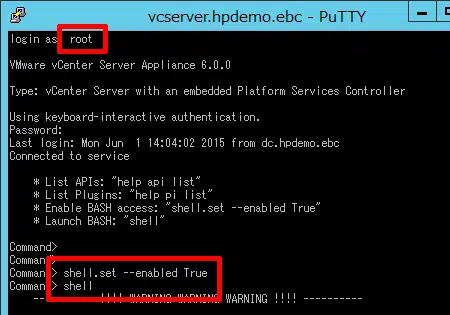 vcserver.hpdemo.ebc - PuTTY
login as root
VMware vCenter Server Appliance 6.0.0
Type: vCenter Server with an embedded Platform Services Controller
Using keyboard-interactive authentication.
Password:
Last login: Mon Jun 1 14:04:02 2015 from dc.hpdemo.ebc
Connected to service
* List APIs: "help api list"
* List Plugins: "help pi list"
* Enable BASH access: "shell.set --enabled True"
* Launch BASH: "shell"
Command>
Command>
Command> shell.set --enabled True
Command> shell
---------- !!!! WARNING WARNING WARNING !!!! ----------